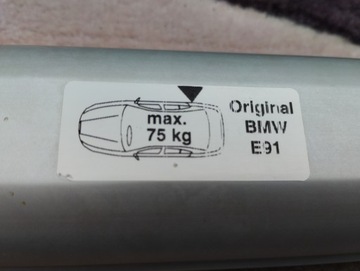 max.
75 kg
Original
BMW
E91